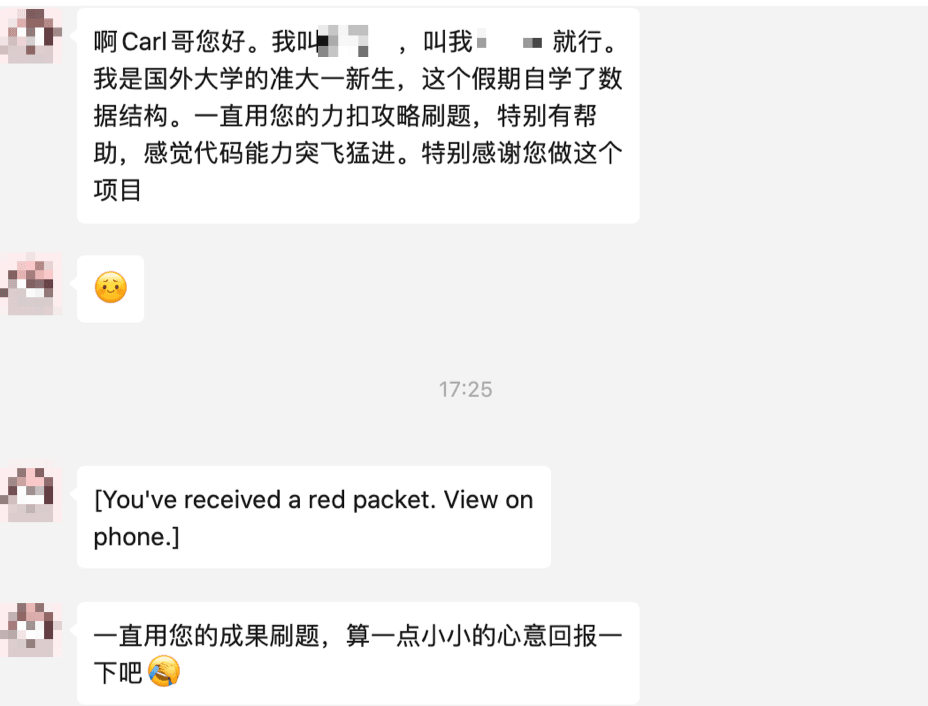 啊Carl哥您好。我叫 ，叫我 就行。
我是国外大学的准大一新生，这个假期自学了数
据结构。一直用您的力扣攻略刷题，特别有帮
助，感觉代码能力突飞猛进。特别感谢您做这个
项目
17:25
[You've received a red packet. View on
phone.]
一直用您的成果刷题，算一点小小的心意回报一
下吧